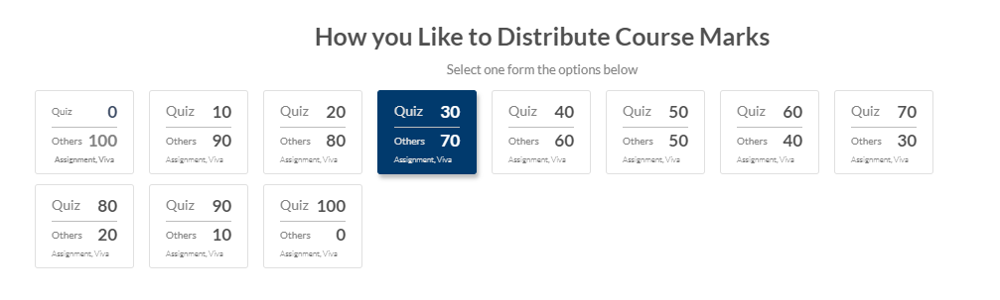 How you Like to Distribute Course Marks
Select one form the options below
Quiz 0
Others 100
Assignment, Viva
Quiz 10
Others 90
Assignment, Viva
Quiz 20
Others 80
Assignment, Viva
Quiz 30
Others 70
Assignment, Viva
Quiz 40
Others 60
Assignment, Viva
Quiz 50
Others 50
Assignment, Viva
Quiz 60
Others 40
Assignment, Viva
Quiz 70
Others 30
Assignment, Viva
Quiz 80
Others 20
Assignment, Viva
Quiz 90
Others 10
Assignment, Viva
Quiz 100
Others 0
Assignment, Viva